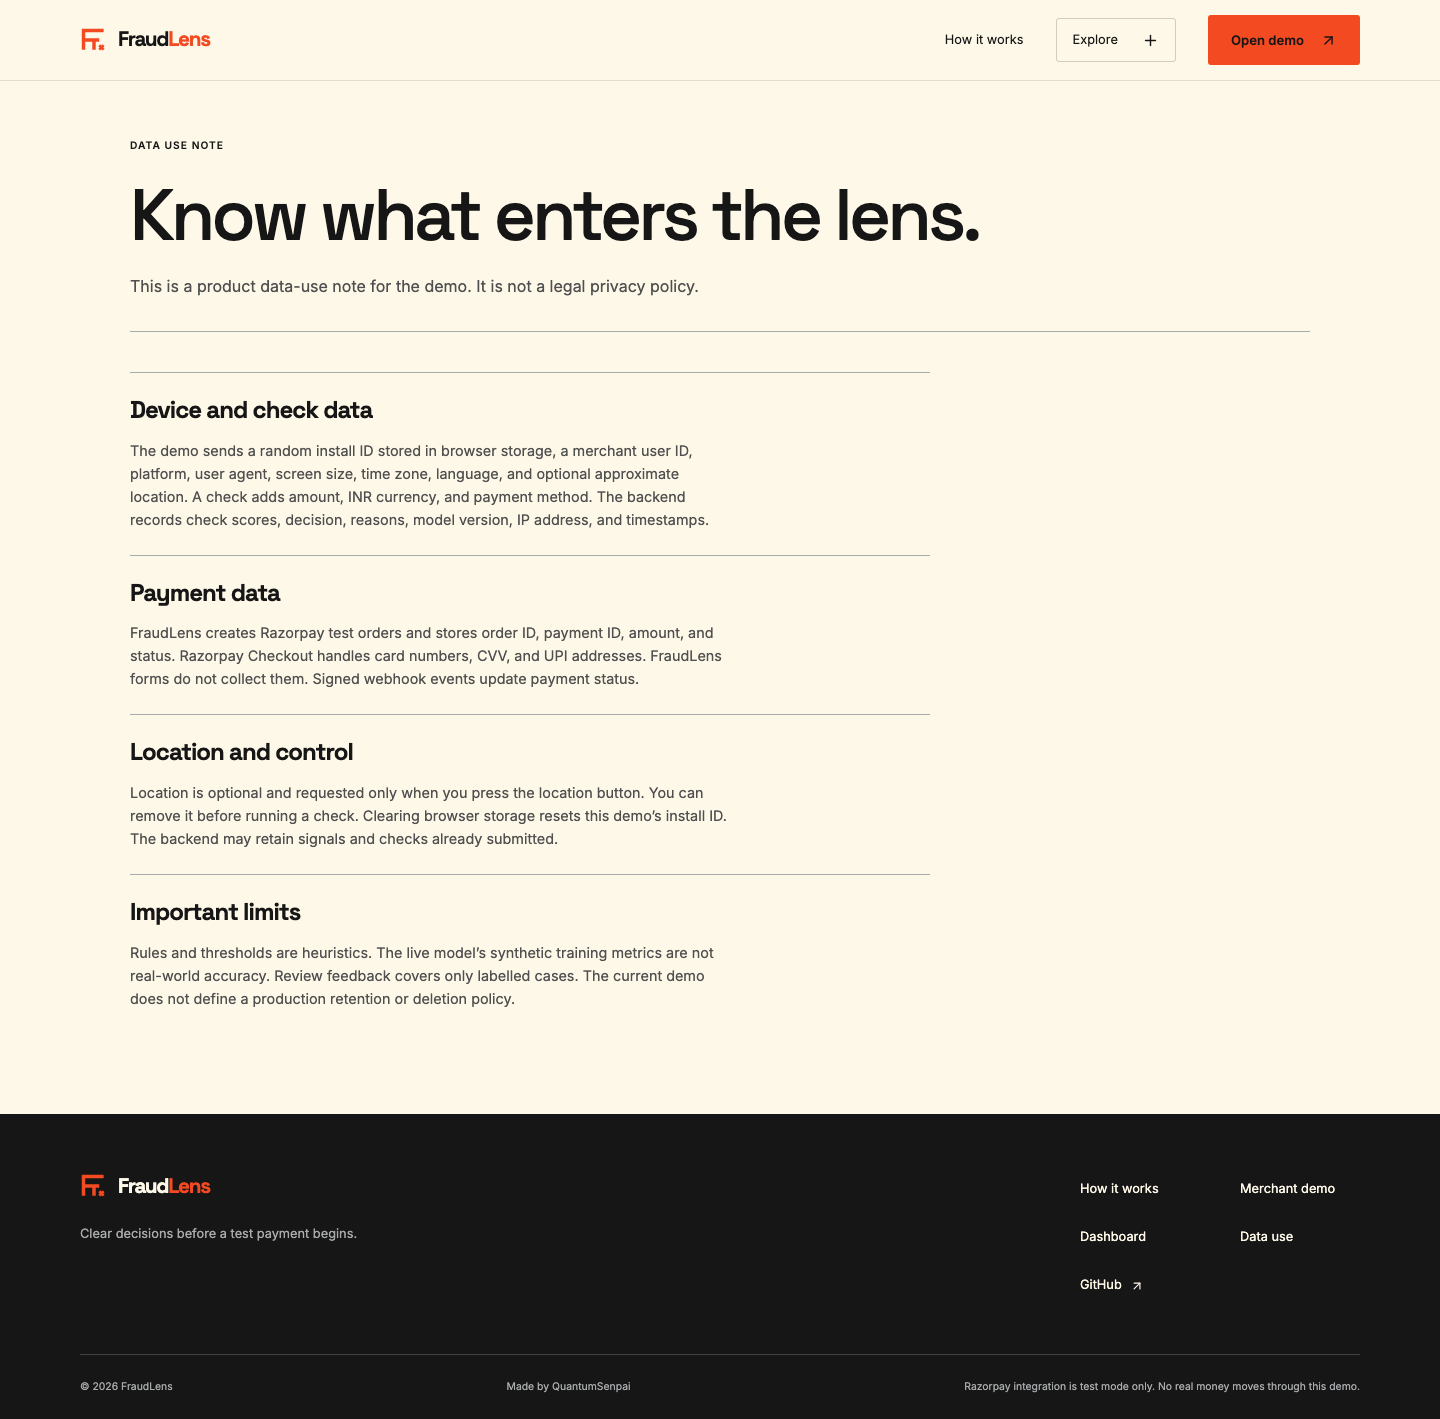 FraudLens
How it works
Explore
Open demo
DATA USE NOTE
Know what enters the lens.
This is a product data-use note for the demo. It is not a legal privacy policy.
Device and check data
The demo sends a random install ID stored in browser storage, a merchant user ID,
platform, user agent, screen size, time zone, language, and optional approximate
location. A check adds amount, INR currency, and payment method. The backend
records check scores, decision, reasons, model version, IP address, and timestamps.
Payment data
FraudLens creates Razorpay test orders and stores order ID, payment ID, amount, and
status. Razorpay Checkout handles card numbers, CVV, and UPI addresses. FraudLens
forms do not collect them. Signed webhook events update payment status.
Location and control
Location is optional and requested only when you press the location button. You can
remove it before running a check. Clearing browser storage resets this demo’s install ID.
The backend may retain signals and checks already submitted.
Important limits
Rules and thresholds are heuristics. The live model’s synthetic training metrics are not
real-world accuracy. Review feedback covers only labelled cases. The current demo
does not define a production retention or deletion policy.
FraudLens
Clear decisions before a test payment begins.
How it works
Merchant demo
Dashboard
Data use
GitHub
© 2026 FraudLens
Made by QuantumSenpai
Razorpay integration is test mode only. No real money moves through this demo.